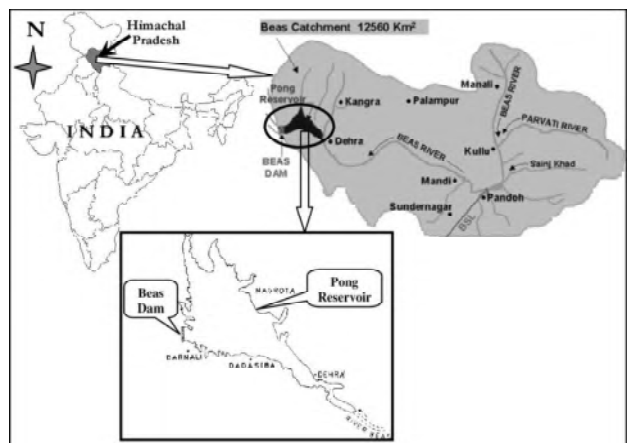 N
Himachal
Pradesh
INDIA
Beas Catchment 12560 Km²
Pong
Reservoir
Kangra
Palampur
Manali
BEAS RIVER
PARVATI RIVER
Dehra
BEAS RIVER
Kullu
Sainj Khad
BEAS
DAM
Mandi
Pandoh
Sundernagar
BSL
Beas
Dam
Pong
Reservoir
NAGROTA
DADASIBA
DEHRA
RIVER BEAS